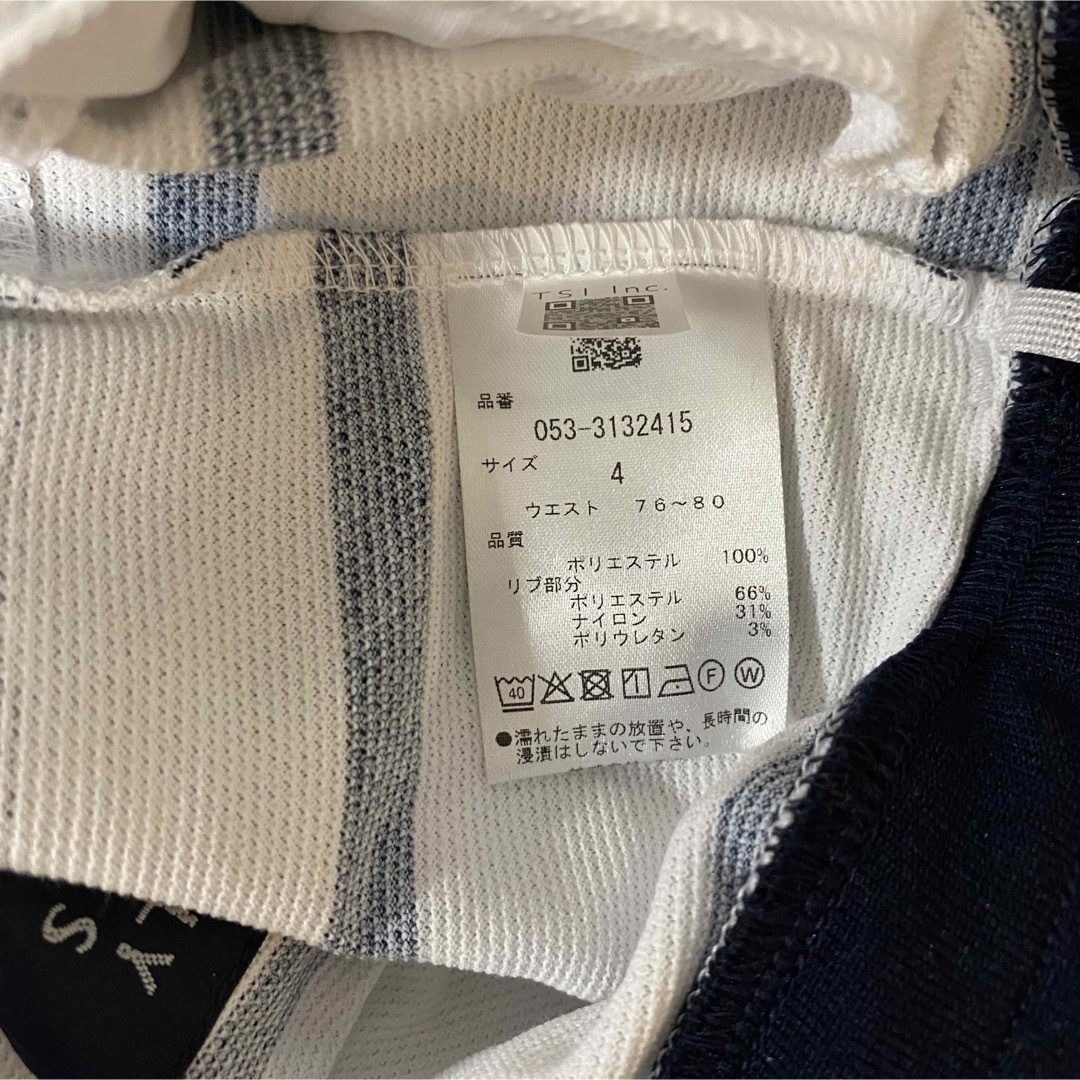 TSI Inc.
品番
053-3132415
サイズ 4
ウエスト 76～80
品質
ポリエステル 100%
リブ部分
ポリエステル 66%
ナイロン 31%
ポリウレタン 3%
40 F W
●濡れたままの放置や、長時間の
浸漬はしないで下さい。
LY
S